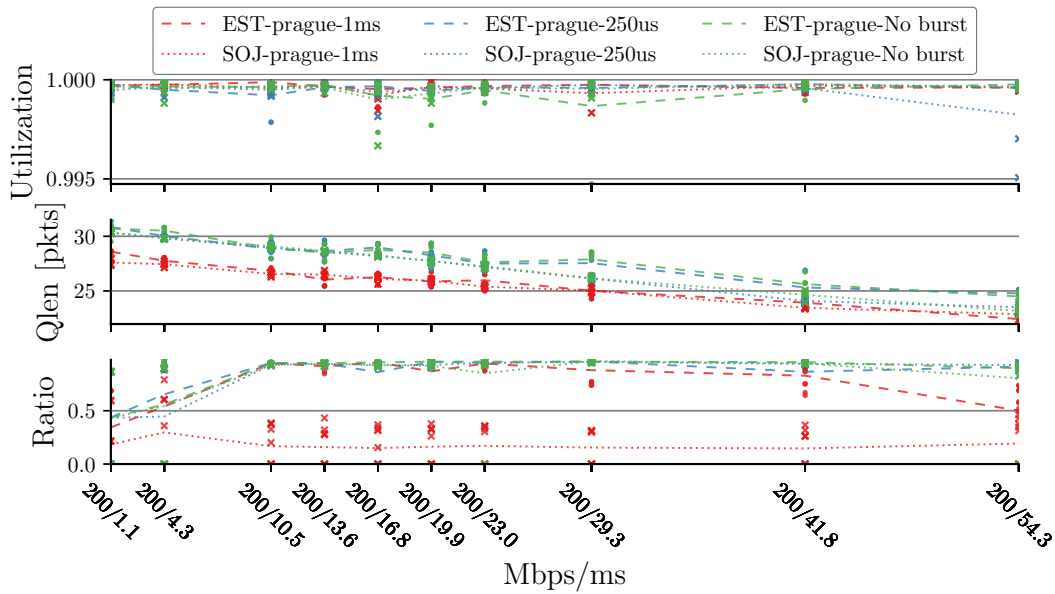 EST-prague-1ms EST-prague-250us EST-prague-No burst
SOJ-prague-1ms SOJ-prague-250us SOJ-prague-No burst
Utilization
1.000
0.995
Qlen [pkts]
30
25
Ratio
0.5
0.0
200/1.1 200/4.3 200/10.5 200/13.6 200/16.8 200/19.9 200/23.0 200/29.3 200/41.8 200/54.3
Mbps/ms